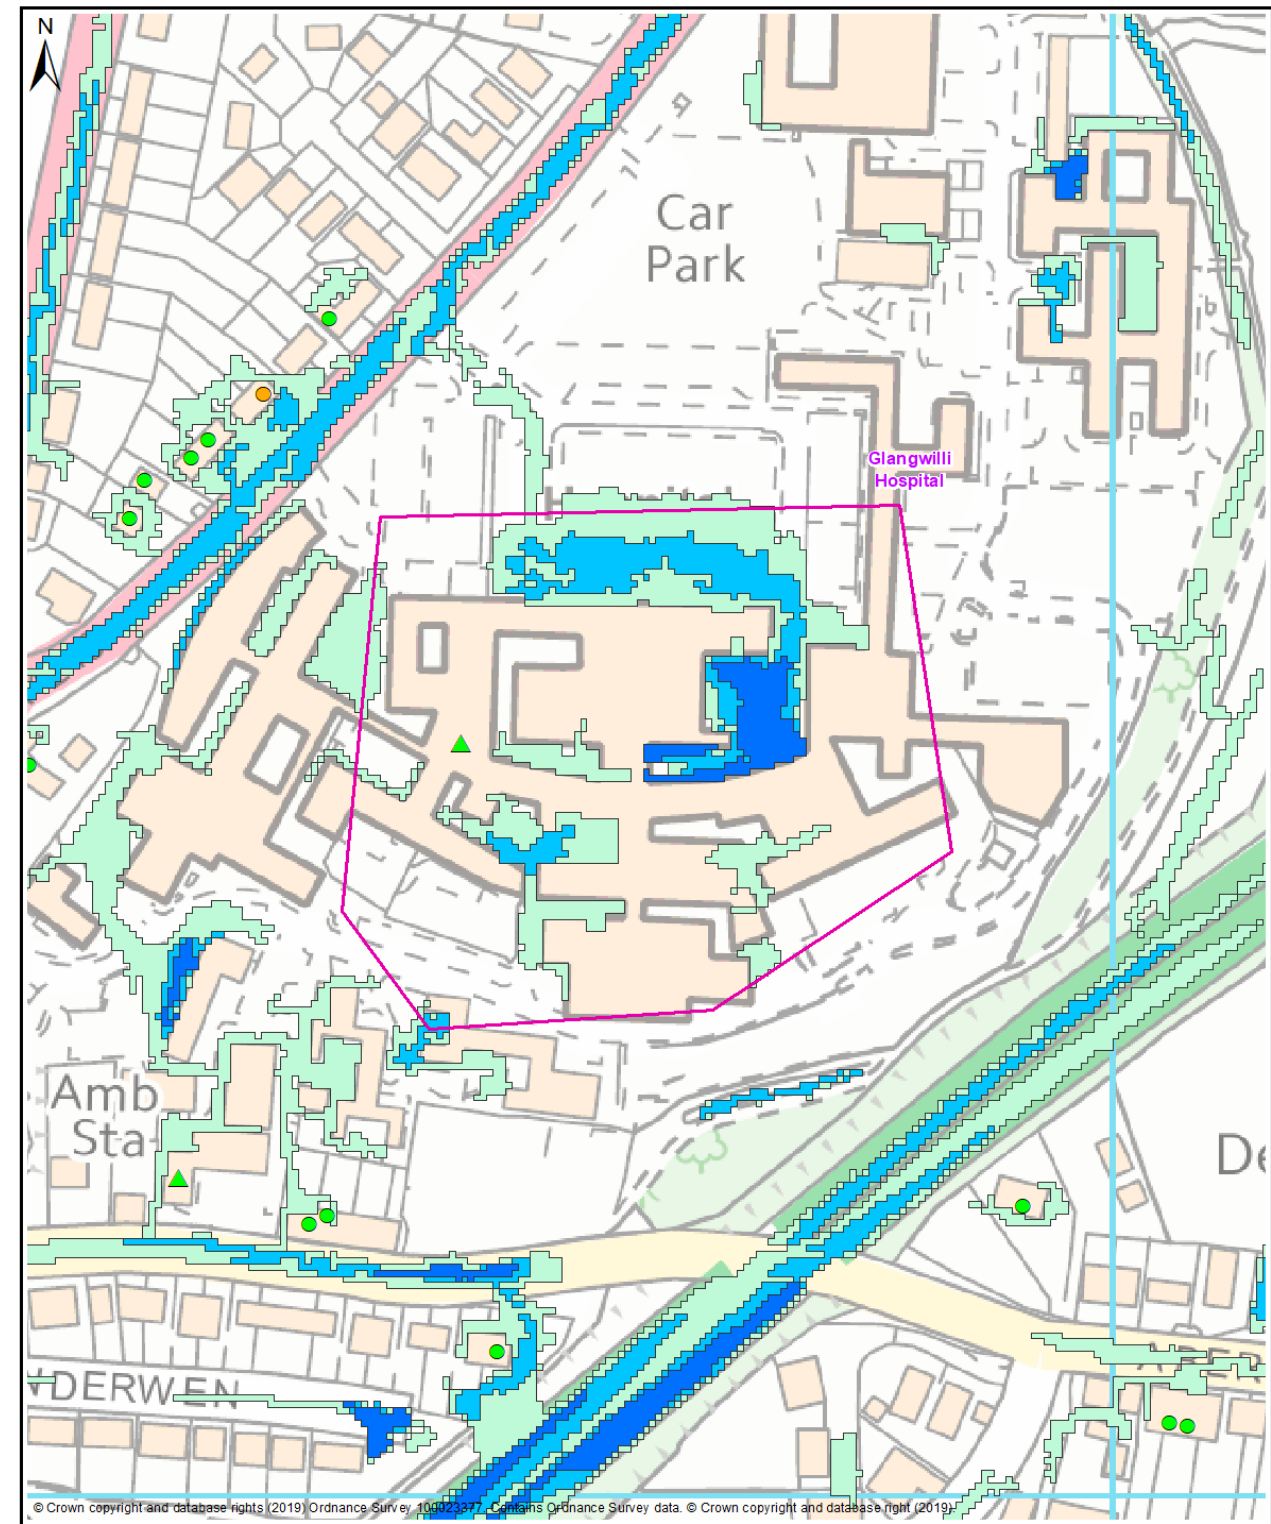 N
Car
Park
Glangwilli
Hospital
Hospital
Amb
Sta
De
DERWEN
© Crown copyright and database rights (2019) Ordnance Survey 100023377. Contains Ordnance Survey data. © Crown copyright and database right (2019).